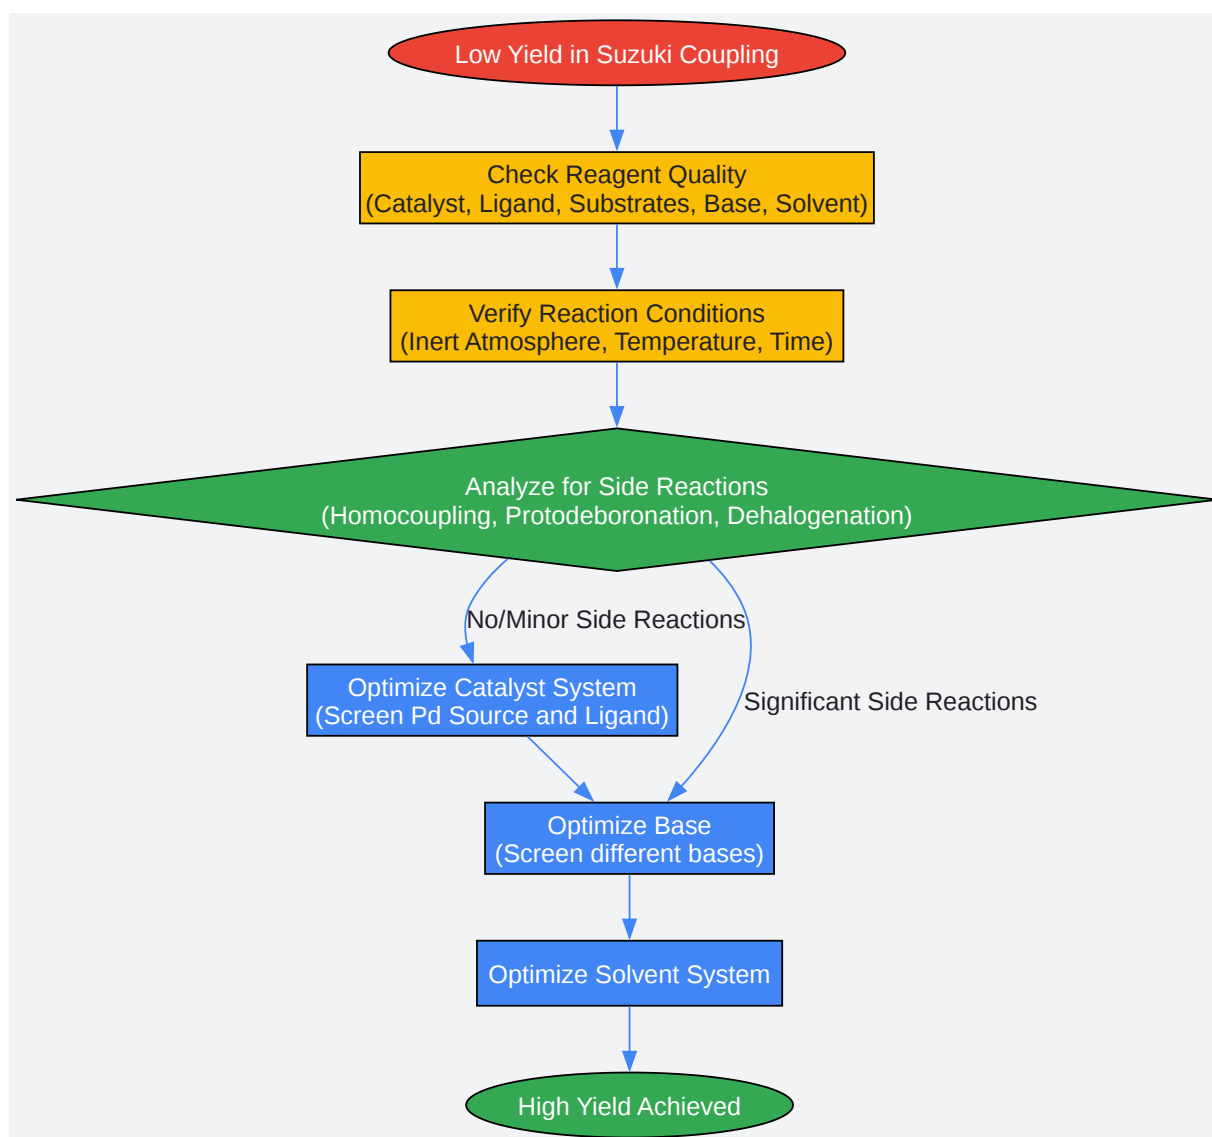 Low Yield in Suzuki Coupling
Check Reagent Quality
(Catalyst, Ligand, Substrates, Base, Solvent)
Verify Reaction Conditions
(Inert Atmosphere, Temperature, Time)
Analyze for Side Reactions
(Homocoupling, Protodeboronation, Dehalogenation)
No/Minor Side Reactions
Optimize Catalyst System
(Screen Pd Source and Ligand)
Significant Side Reactions
Optimize Base
(Screen different bases)
Optimize Solvent System
High Yield Achieved